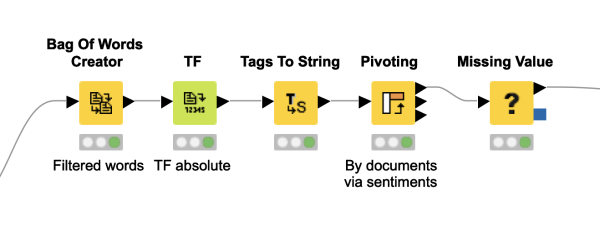 Bag Of Words
Creator
TF
Tags To String
Pivoting
Missing Value
12345
T
S
?
Filtered words
TF absolute
By documents
via sentiments